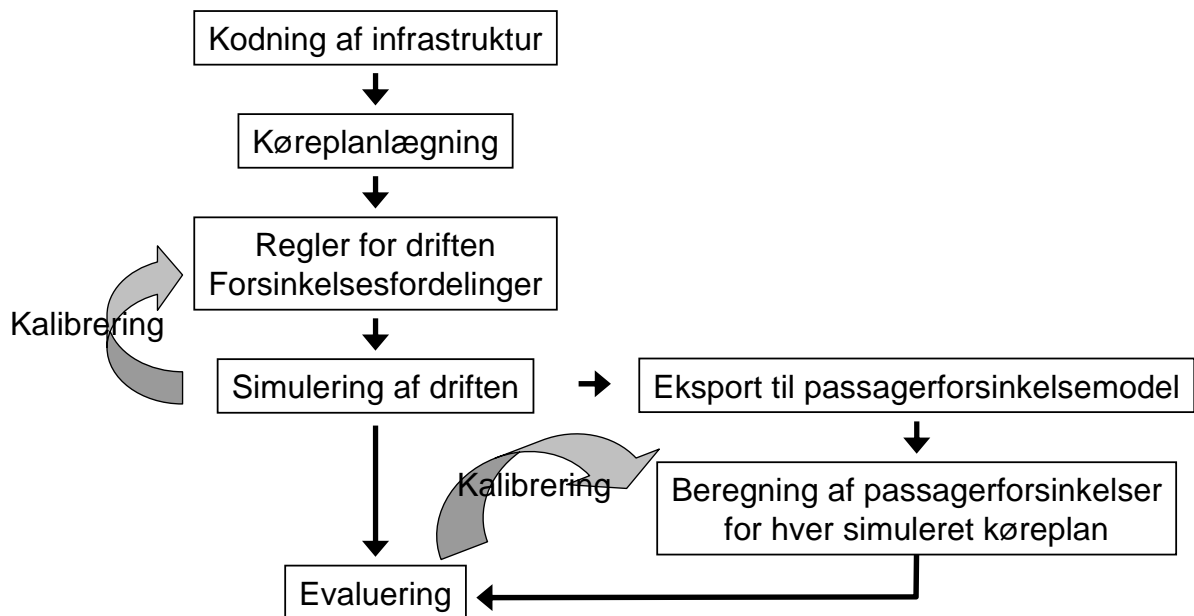 Kodning af infrastruktur
Køreplanlægning
Regler for driften
Forsinkelsesfordelinger
Kalibrering
Simulering af driften
Eksport til passagerforsinkelsemodel
Kalibrering
Beregning af passagerforsinkelser
for hver simuleret køreplan
Evaluering